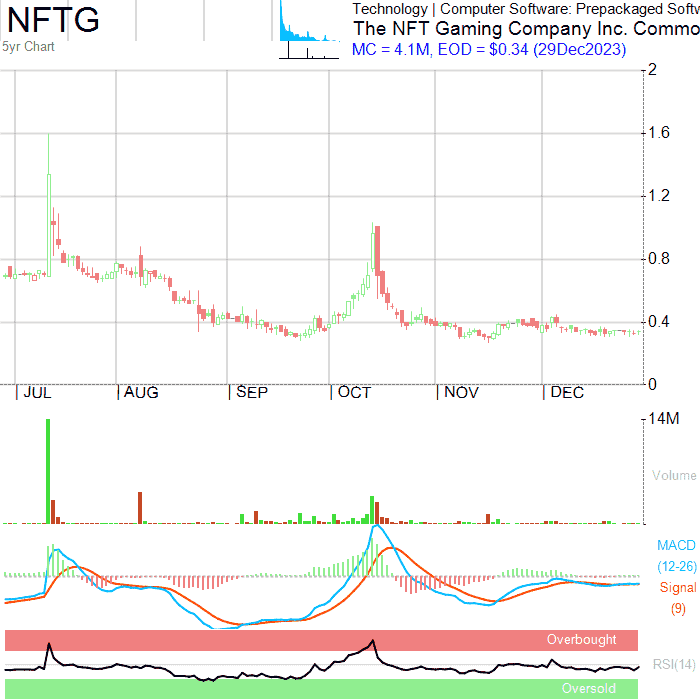 NFTG
5yr Chart
Technology | Computer Software: Prepackaged Softw
The NFT Gaming Company Inc. Commo
MC = 4.1M, EOD = $0.34 (29Dec2023)
2
1.6
1.2
0.8
0.4
0
JUL AUG SEP OCT NOV DEC
14M
Volume
MACD
(12-26)
Signal
(9)
Overbought
RSI(14)
Oversold